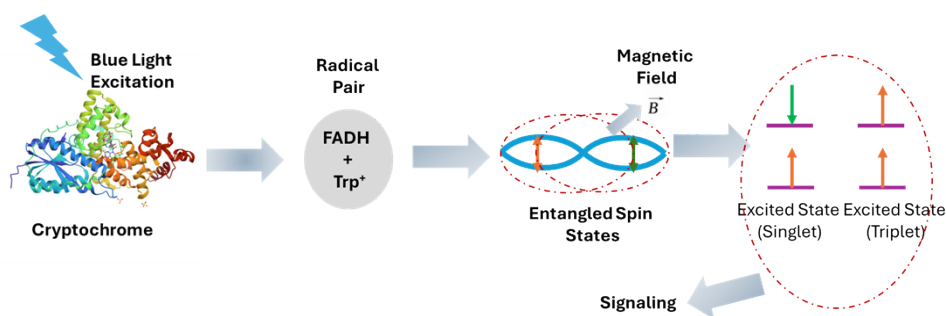 Blue Light
Excitation
Cryptochrome
Radical
Pair
FADH
+
Trp⁺
Magnetic
Field
B⃗
Entangled Spin
States
Excited State
(Singlet)
Excited State
(Triplet)
Signaling